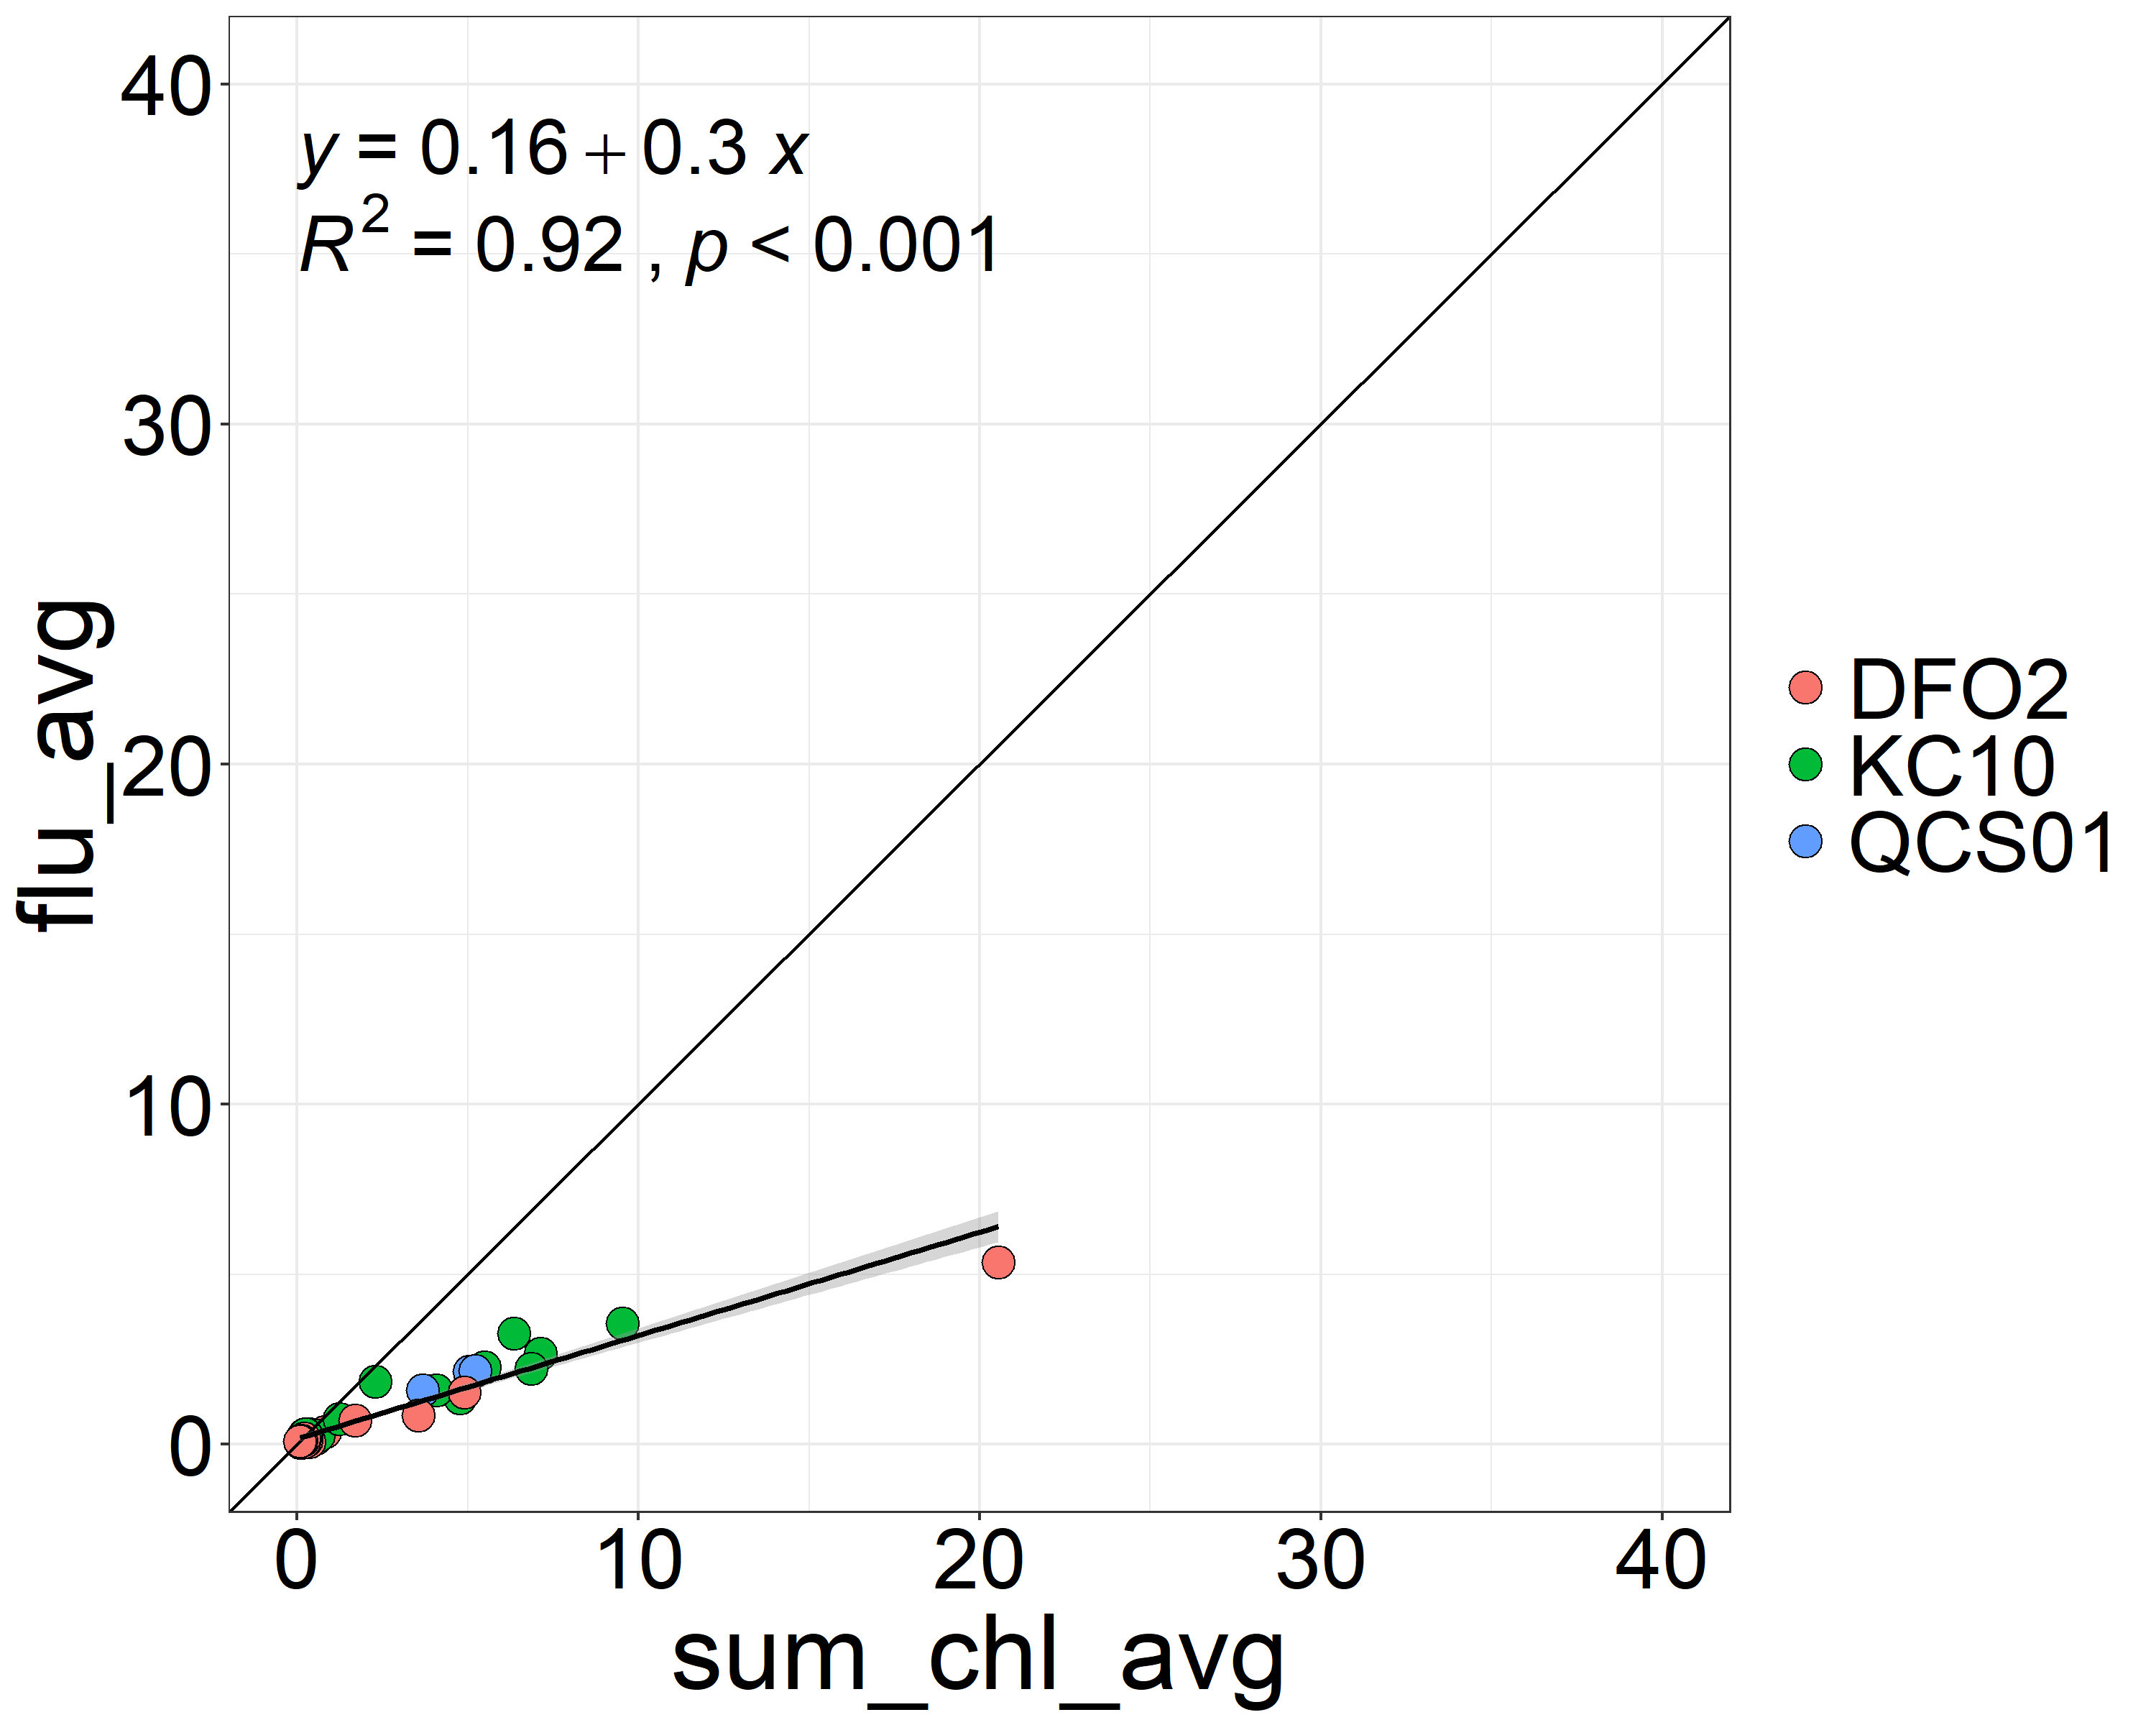 40
30
20
10
0
flu_avg
y = 0.16 + 0.3 x
R² = 0.92 , p < 0.001
DFO2
KC10
QCS01
0 10 20 30 40
sum_chl_avg